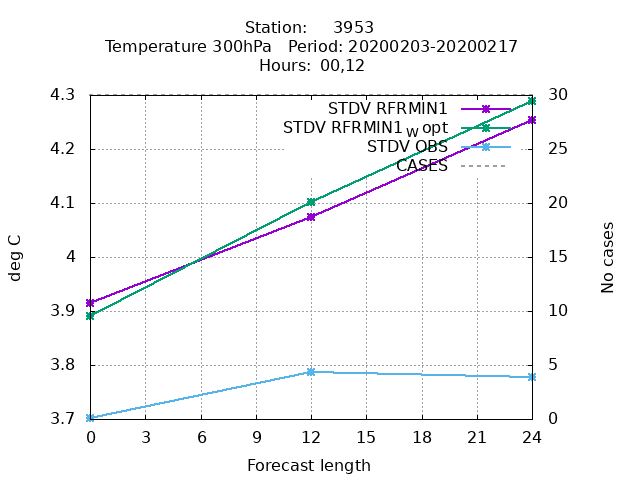 Station: 3953
Temperature 300hPa Period: 20200203-20200217
Hours: 00,12
4.3
4.2
4.1
4
3.9
3.8
3.7
deg C
30
25
20
15
10
5
0
No cases
STDV RFRMIN1
STDV RFRMIN1_w opt
STDV OBS
CASES
0 3 6 9 12 15 18 21 24
Forecast length